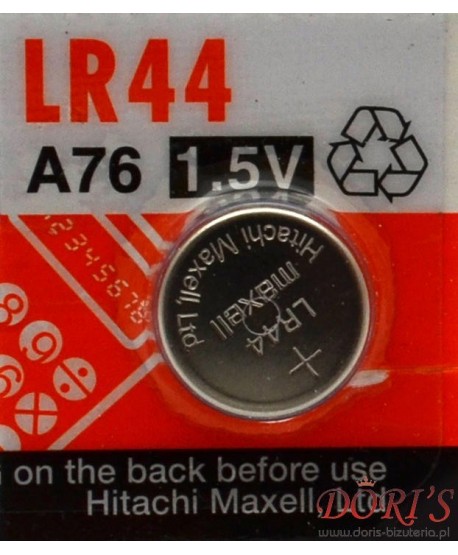 LR44
A76 1.5V
Hitachi Maxell, Ltd
maxell
LR44
+
on the back before use
Hitachi Maxell, Ltd
DORI'S
www.doris-bizuteria.pl